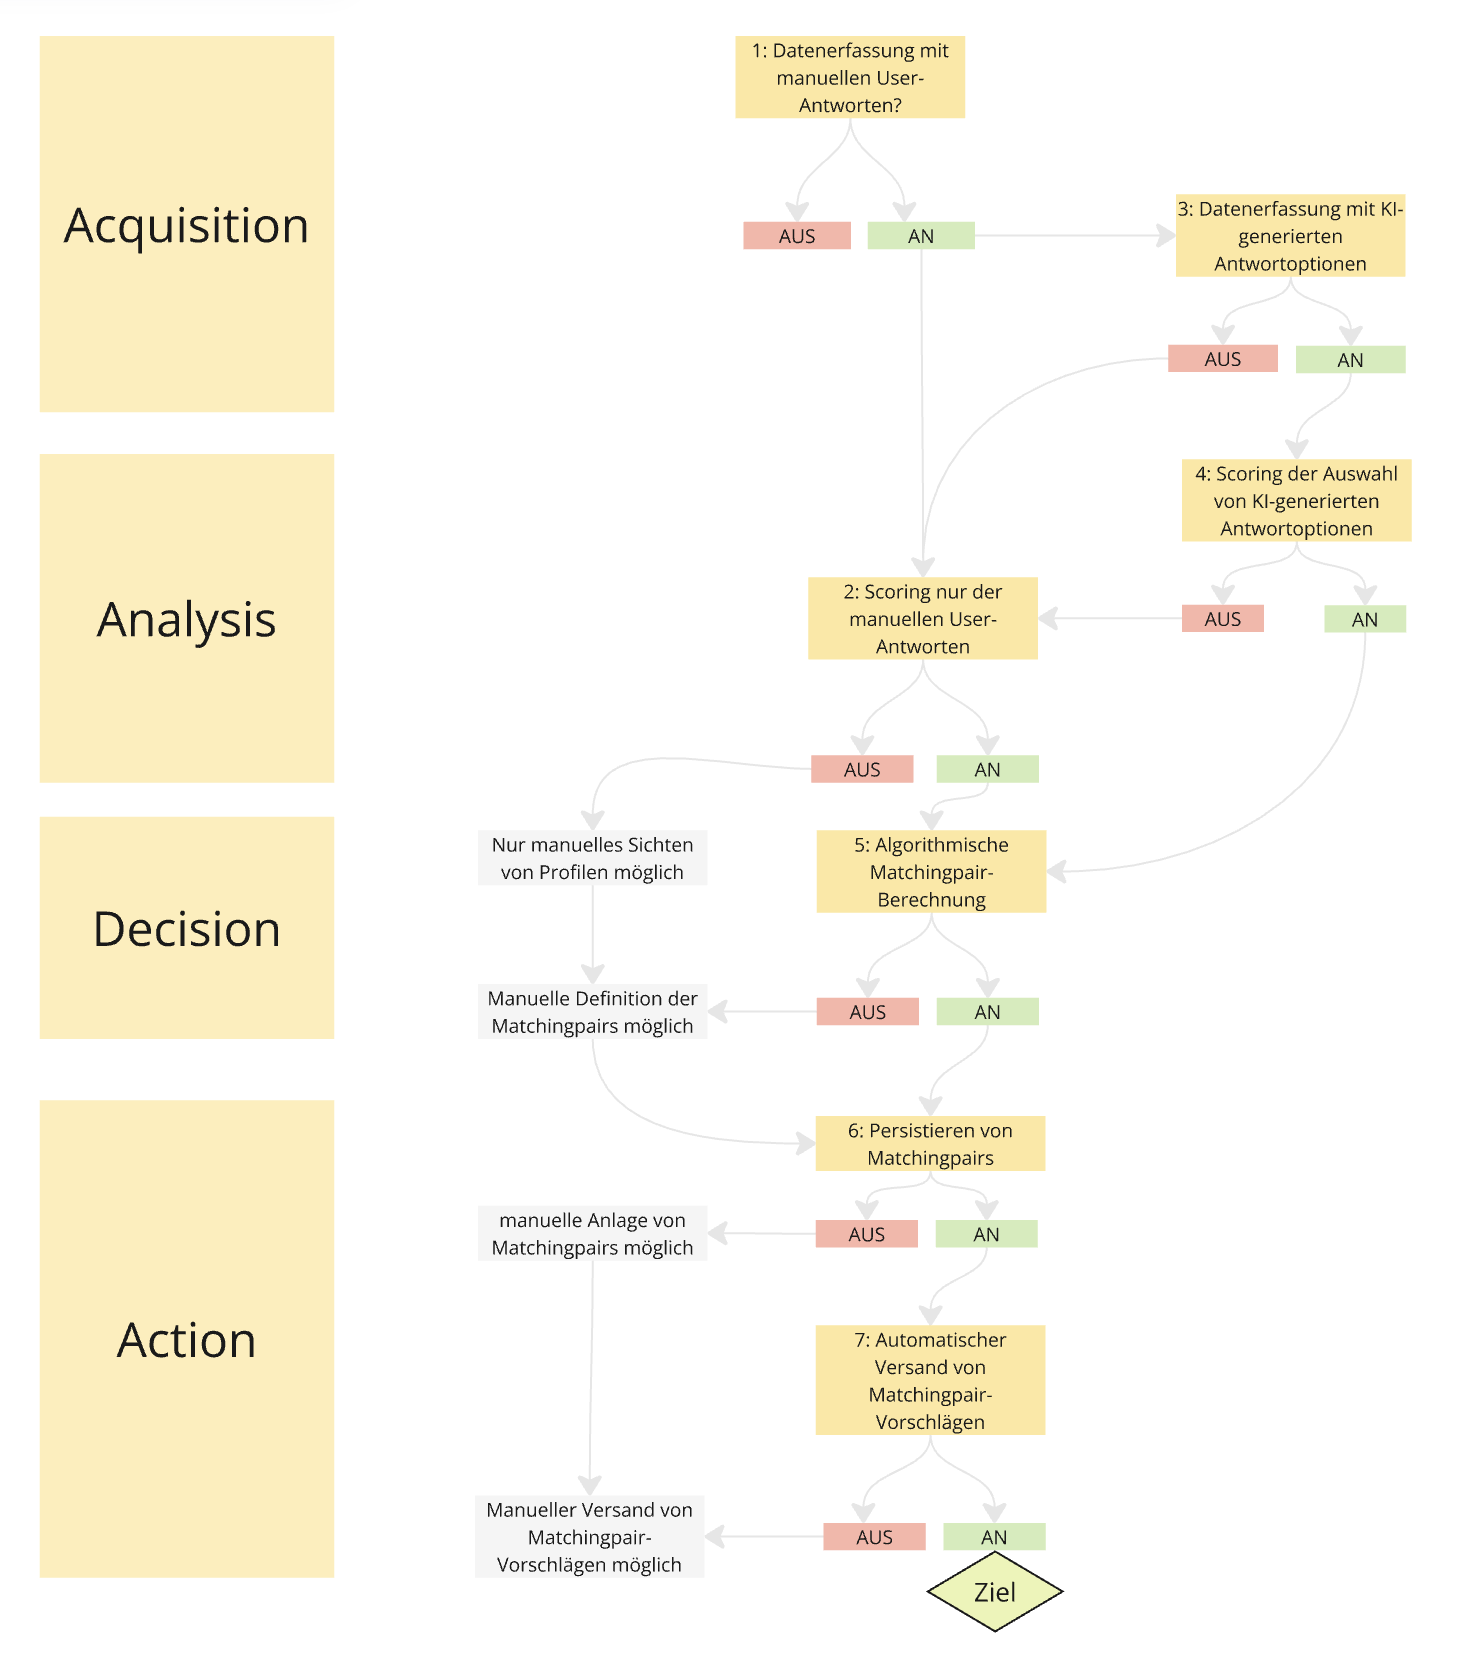 Acquisition
1: Datenerfassung mit
manuellen User-
Antworten?
AUS
AN
3: Datenerfassung mit KI-
generierten
Antwortoptionen
AUS
AN
Analysis
4: Scoring der Auswahl
von KI-generierten
Antwortoptionen
2: Scoring nur der
manuellen User-
Antworten
AUS
AN
AUS
AN
Decision
Nur manuelles Sichten
von Profilen möglich
5: Algorithmische
Matchingpair-
Berechnung
Manuelle Definition der
Matchingpairs möglich
AUS
AN
Action
6: Persistieren von
Matchingpairs
manuelle Anlage von
Matchingpairs möglich
AUS
AN
7: Automatischer
Versand von
Matchingpair-
Vorschlägen
Manueller Versand von
Matchingpair-
Vorschlägen möglich
AUS
AN
Ziel